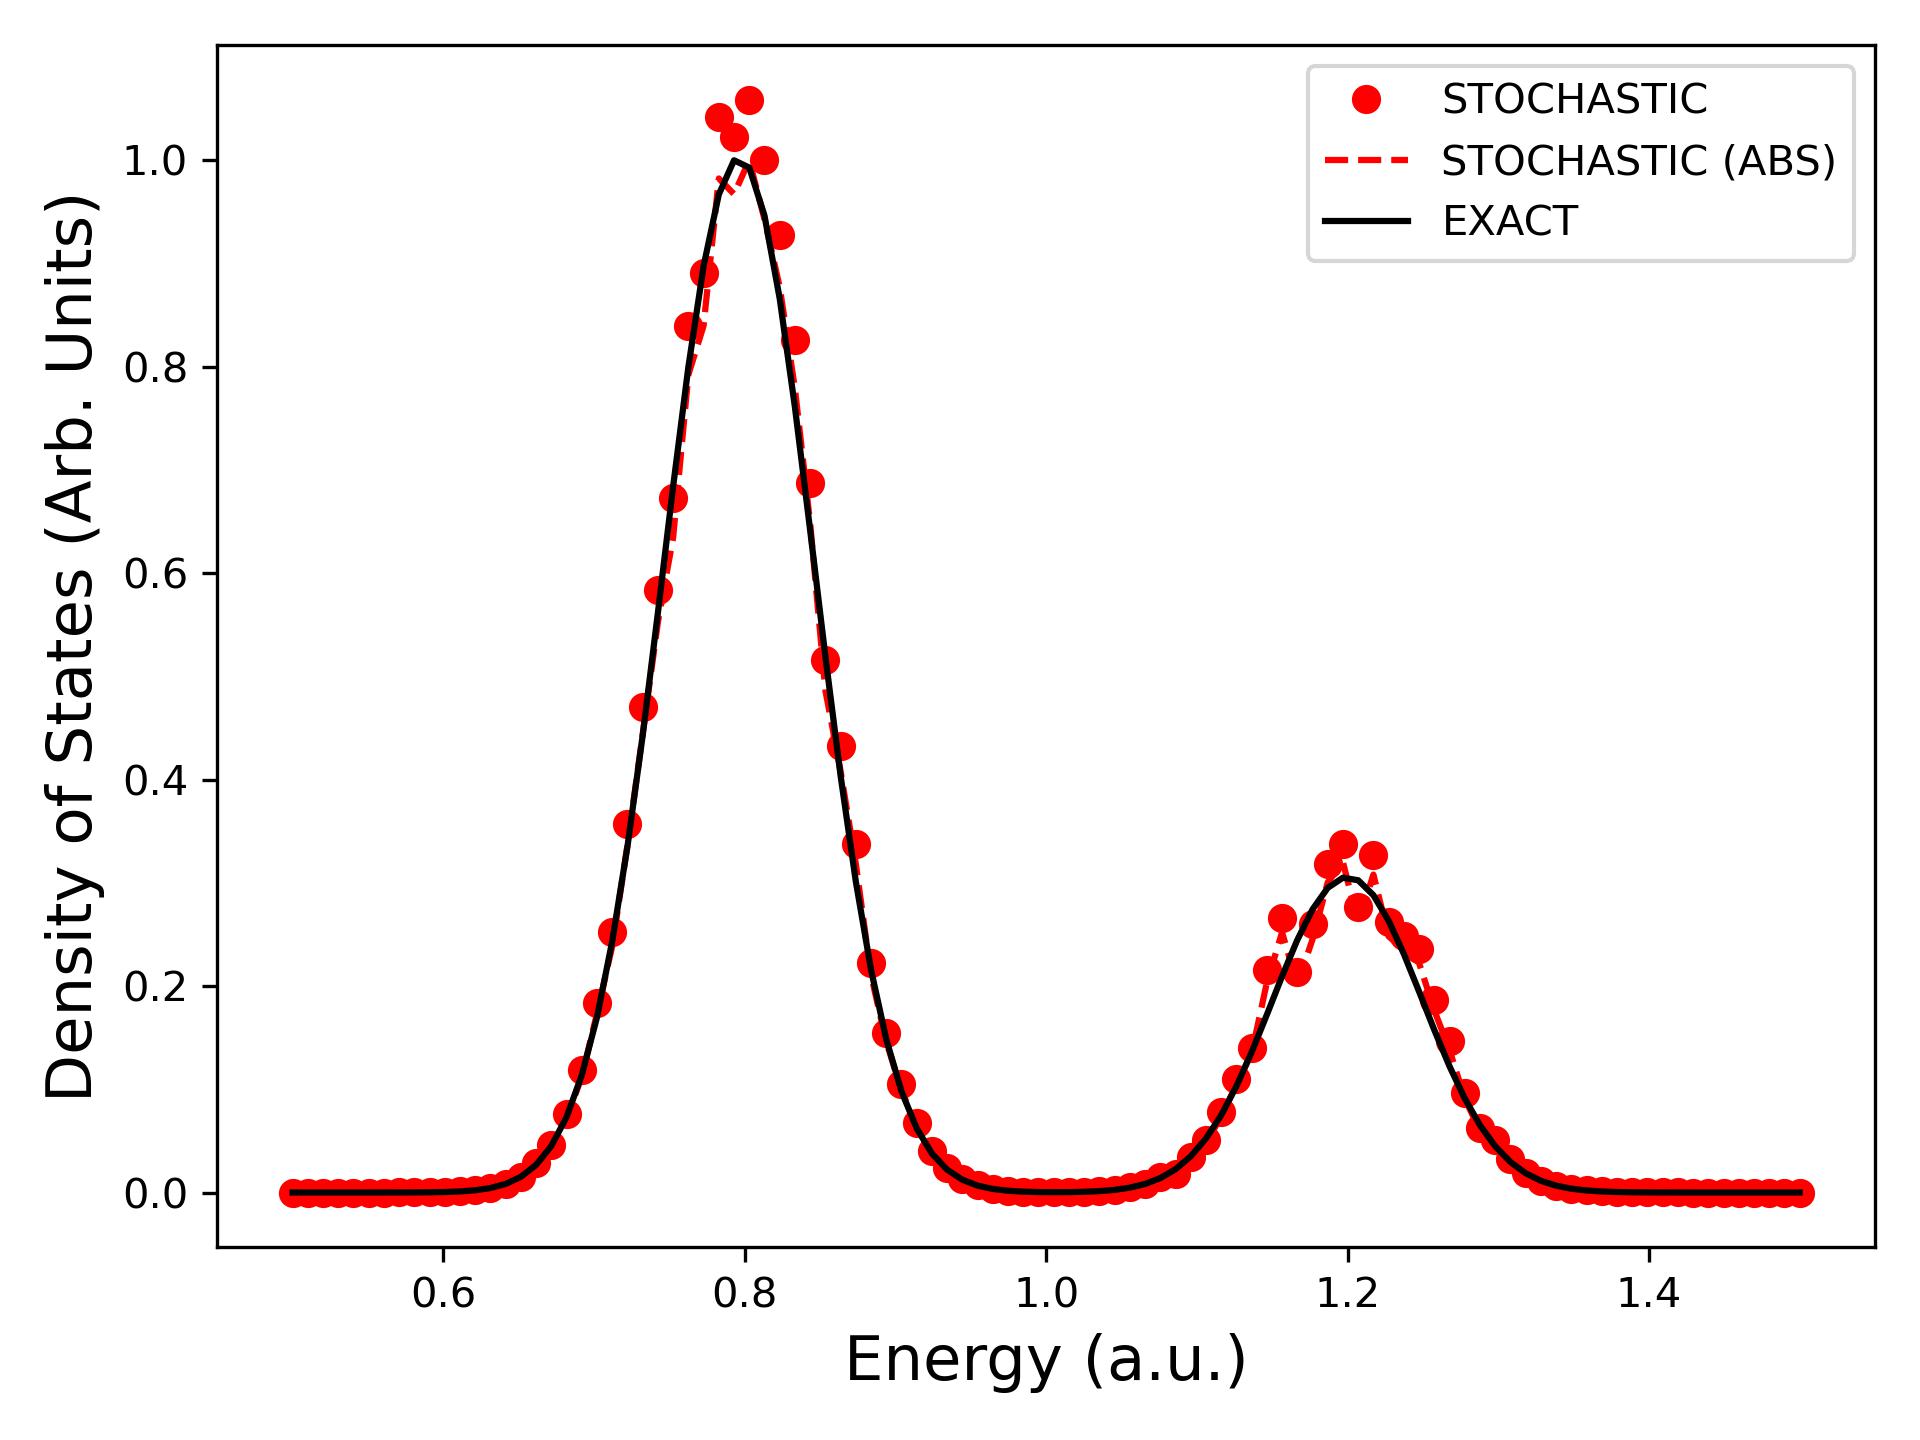 STOCHASTIC
STOCHASTIC (ABS)
EXACT
Density of States (Arb. Units)
1.0
0.8
0.6
0.4
0.2
0.0
0.6 0.8 1.0 1.2 1.4
Energy (a.u.)